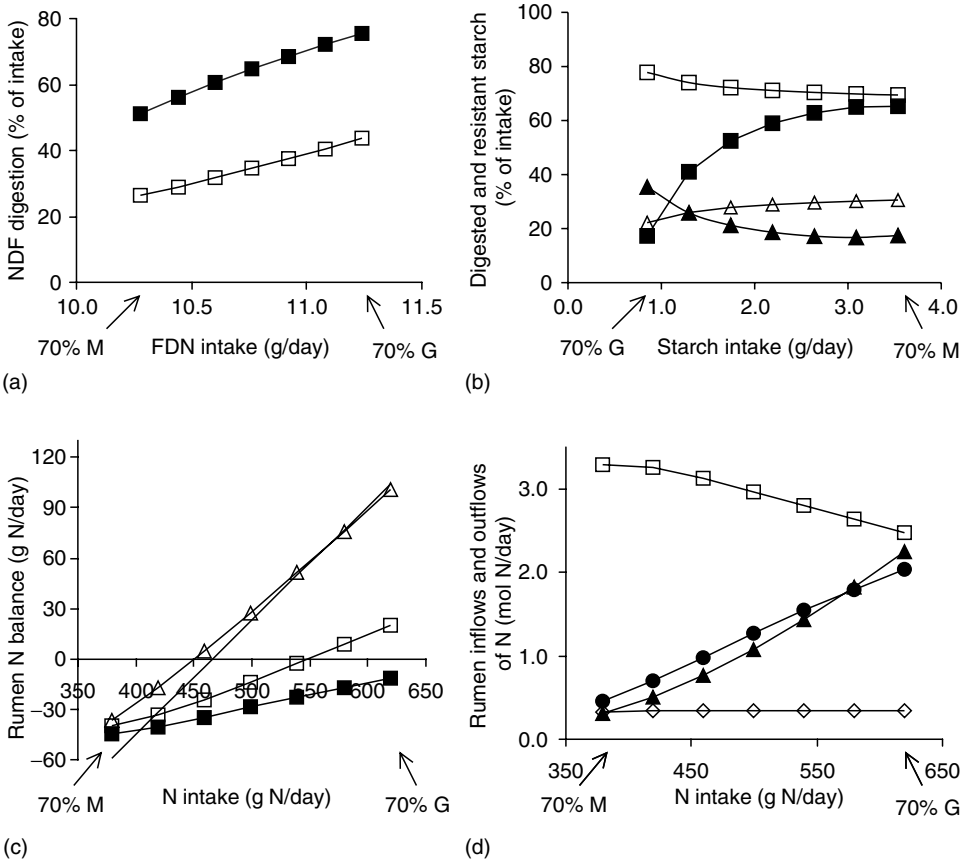 NDF digestion (% of intake)
80
60
40
20
0
10.0
10.5
11.0
11.5
70% M
FDN intake (g/day)
70% G
(a)
Digested and resistant starch
(% of intake)
100
80
60
40
20
0
0.0
1.0
2.0
3.0
4.0
70% G
Starch intake (g/day)
70% M
(b)
Rumen N balance (g N/day)
120
90
60
30
0
−30
−60
350
400
450
500
550
600
650
70% M
N intake (g N/day)
70% G
(c)
Rumen inflows and outflows
of N (mol N/day)
3.0
2.0
1.0
0.0
350
450
550
650
70% M
N intake (g N/day)
70% G
(d)